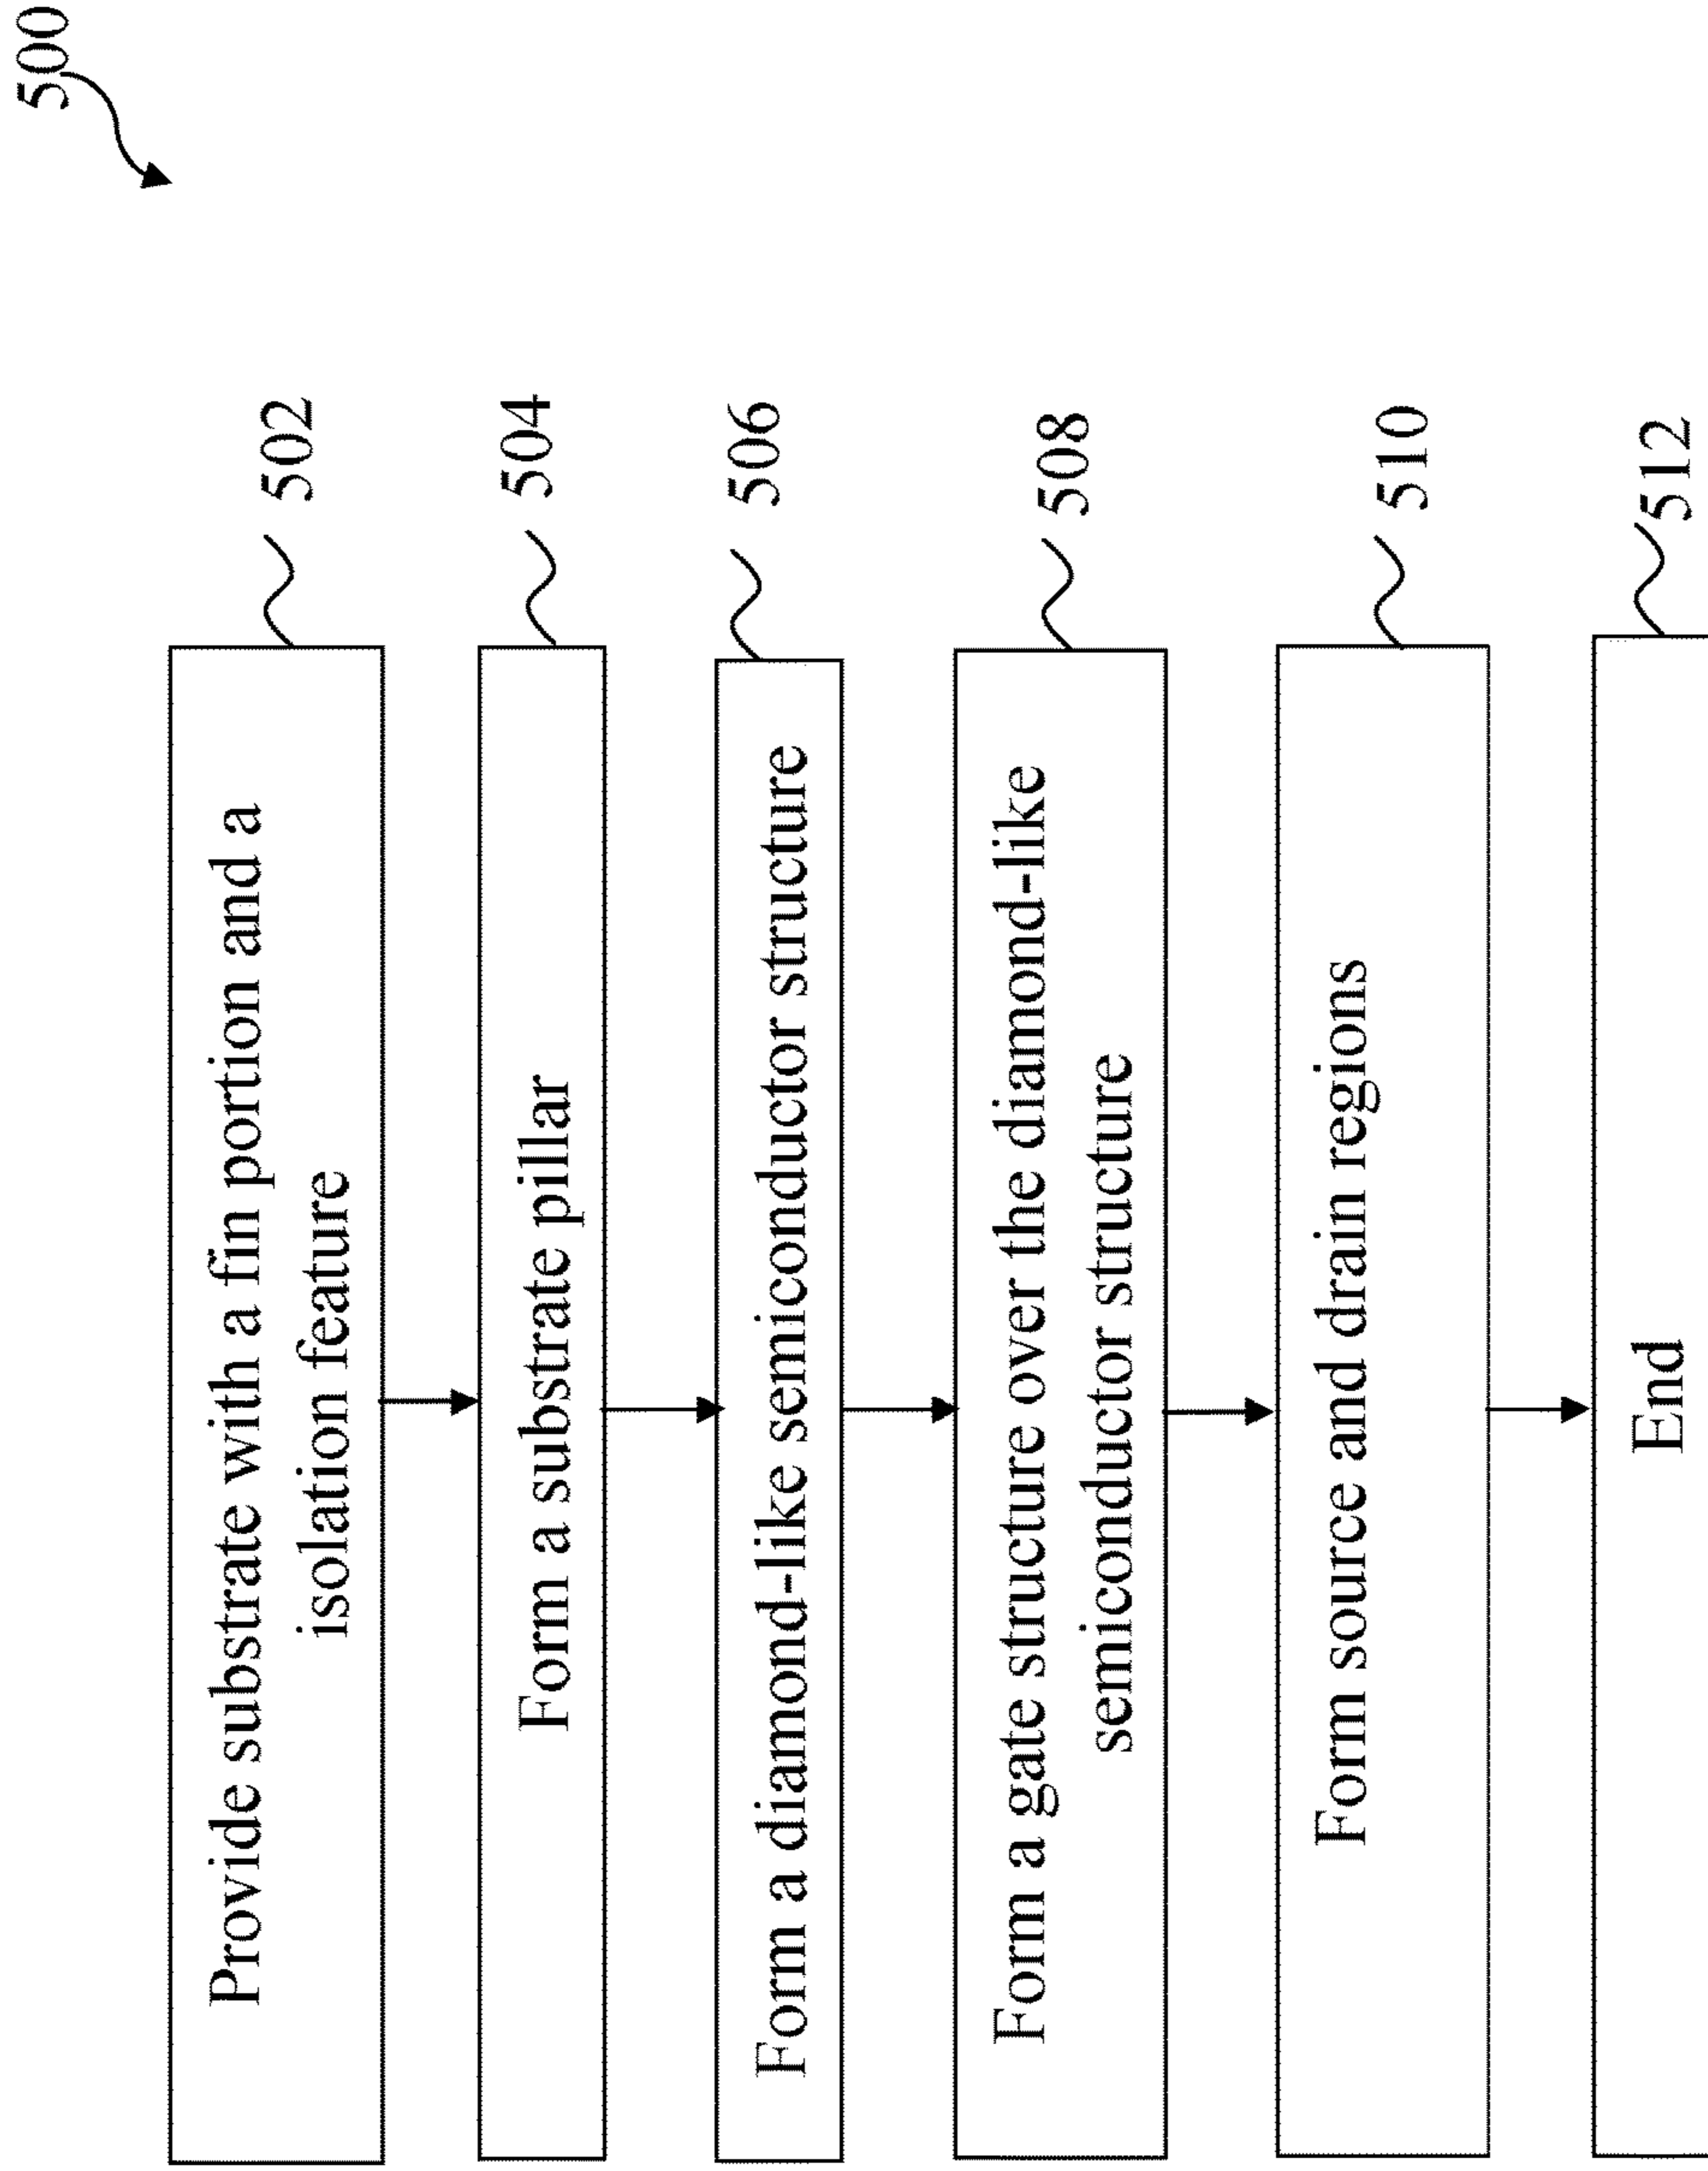 500
Provide substrate with a fin portion and a
isolation feature
502
Form a substrate pillar
504
Form a diamond-like semiconductor structure
506
Form a gate structure over the diamond-like
semiconductor structure
508
Form source and drain regions
510
End
512